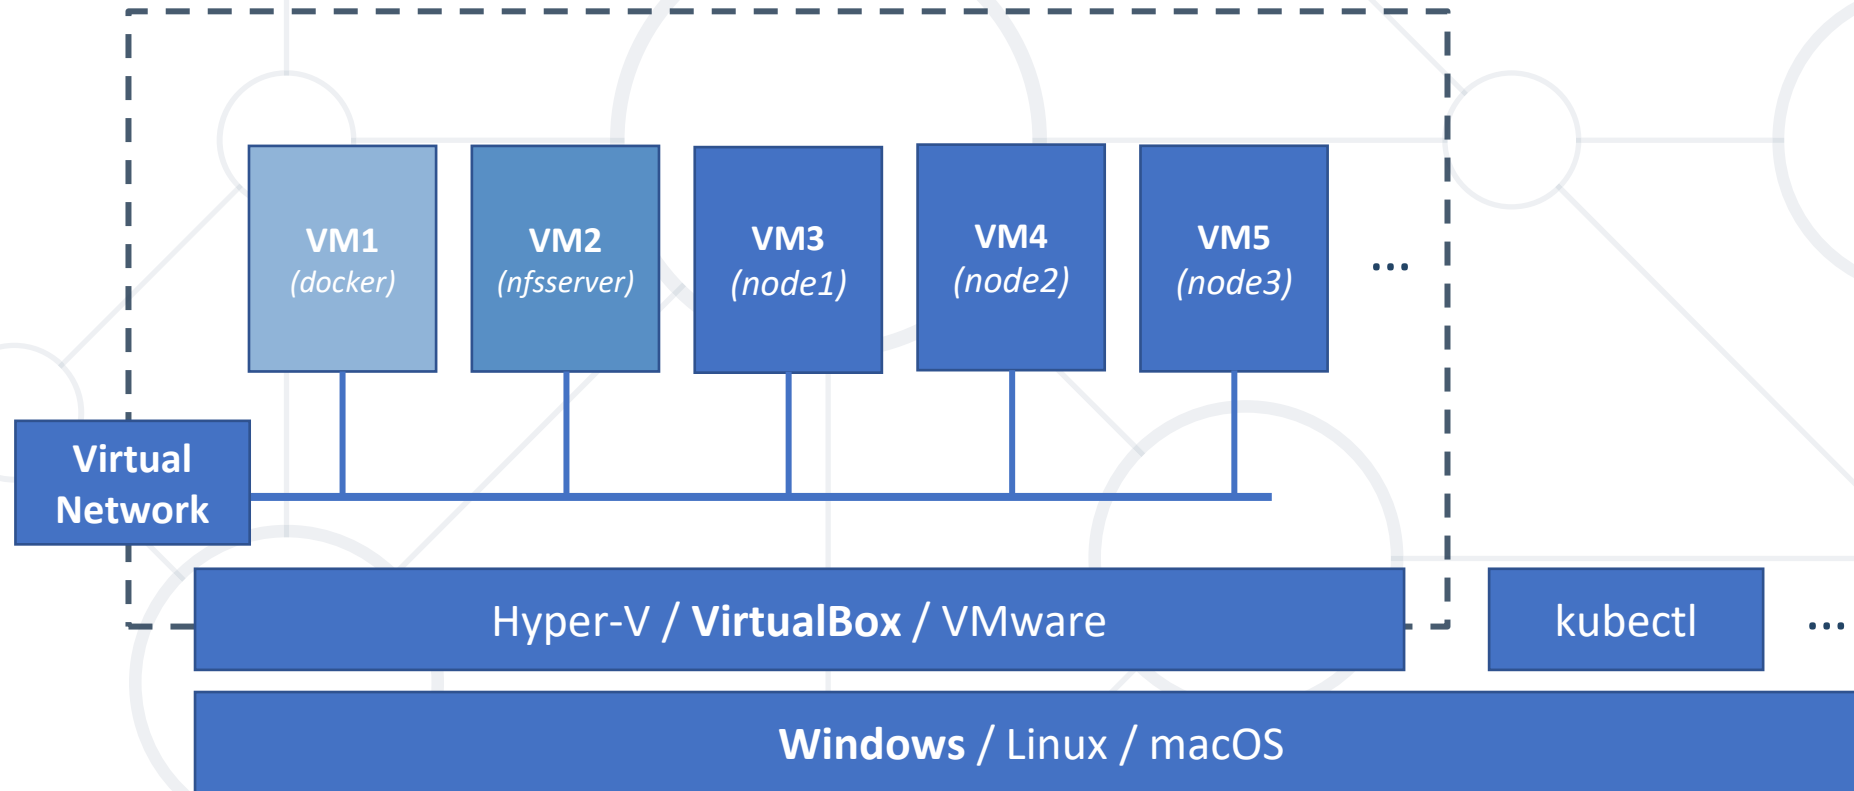 VM1
(docker)
VM2
(nfsserver)
VM3
(node1)
VM4
(node2)
VM5
(node3)
...
Virtual
Network
Hyper-V / VirtualBox / VMware
kubectl
...
Windows / Linux / macOS